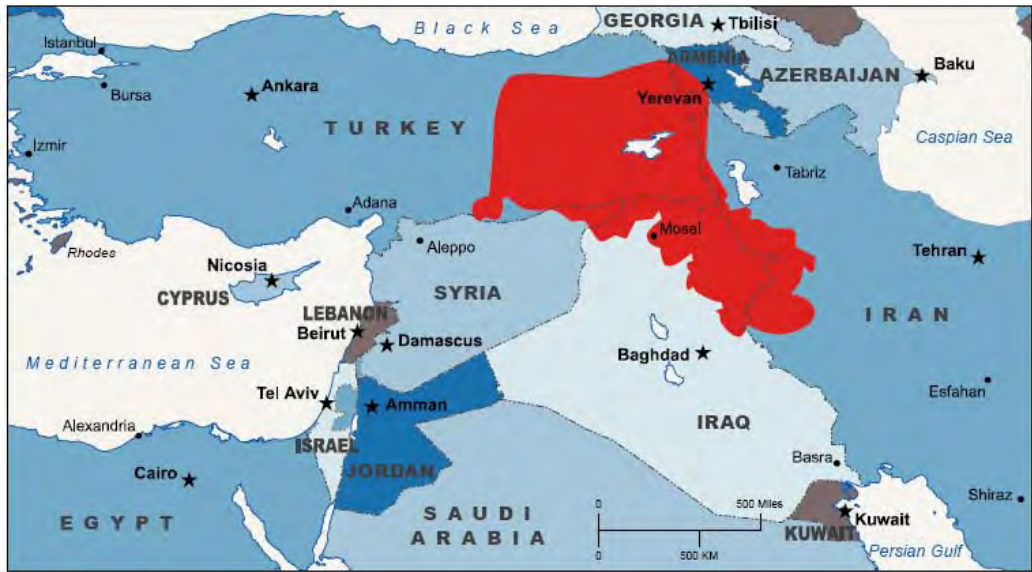 GEORGIA
Tbilisi
Black Sea
Istanbul
ARMENIA
AZERBAIJAN
Baku
Ankara
Bursa
Yerevan
TURKEY
Caspian Sea
Izmir
Tabriz
Adana
Mosel
Aleppo
Rhodes
Nicosia
Tehran
CYPRUS
SYRIA
LEBANON
IRAN
Beirut
Damascus
Baghdad
Mediterranean Sea
Esfahan
Tel Aviv
Amman
IRAQ
Alexandria
ISRAEL
Basra
JORDAN
Cairo
0 500 Miles
Shiraz
SAUDI
ARABIA
EGYPT
Kuwait
KUWAIT
0 500 KM
Persian Gulf